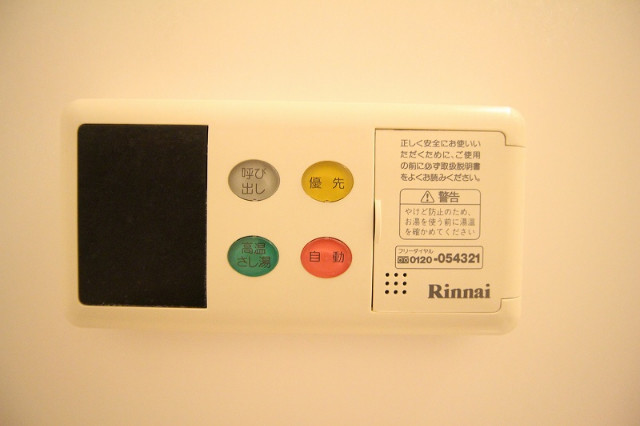 呼び
出し
優先
高温
さし湯
自動
正しく安全にお使いい
ただくために、ご使用
の前に必ず取扱説明書
をよくお読みください。
警告
やけど防止のため、
お湯を使う前に湯温
を確かめてください
フリーダイヤル
0120-054321
Rinnai